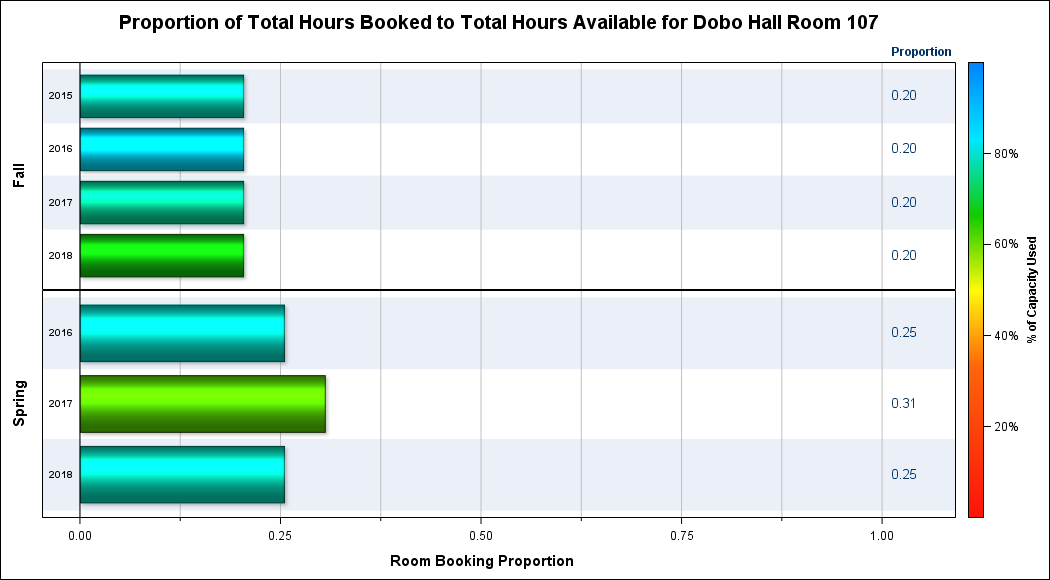 Proportion of Total Hours Booked to Total Hours Available for Dobo Hall Room 107
Proportion
Fall
2015 0.20
2016 0.20
2017 0.20
2018 0.20
Spring
2016 0.25
2017 0.31
2018 0.25
0.00 0.25 0.50 0.75 1.00
Room Booking Proportion
80%
60%
40%
20%
% of Capacity Used